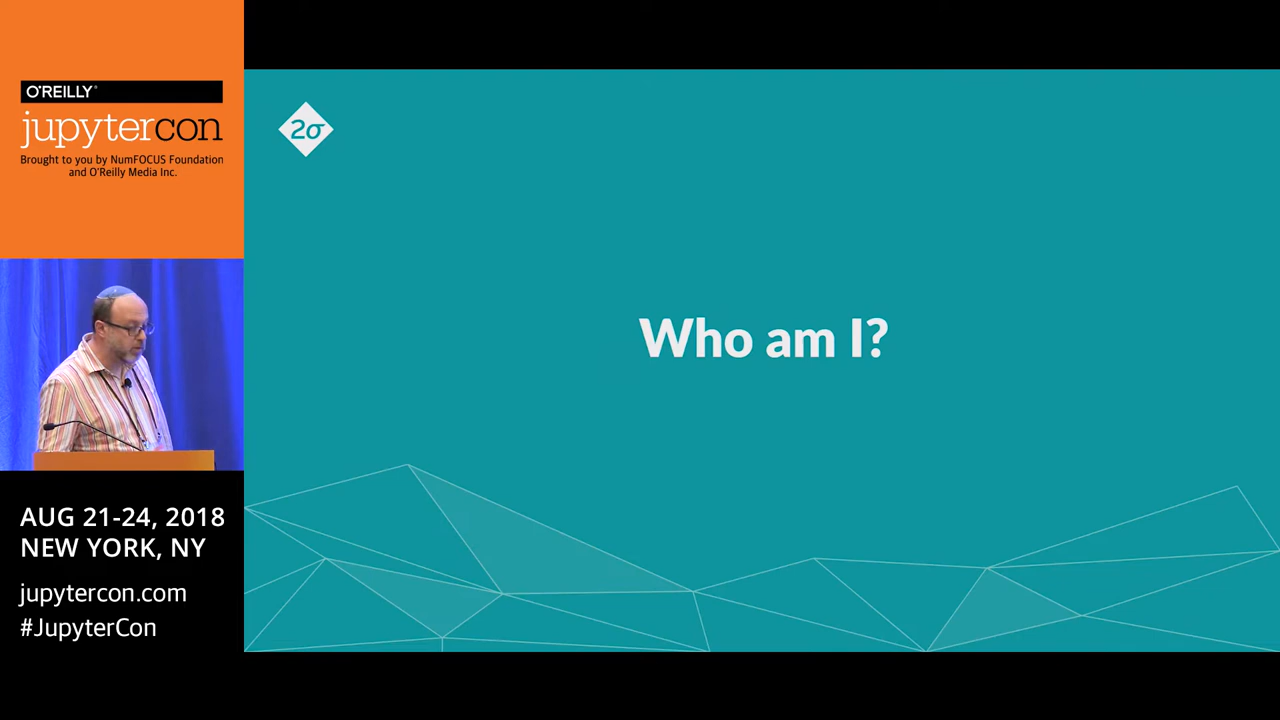 O'REILLY®
jupytercon
Brought to you by NumFOCUS Foundation
and O'Reilly Media Inc.
AUG 21-24, 2018
NEW YORK, NY
jupytercon.com
#JupyterCon
2σ
Who am I?